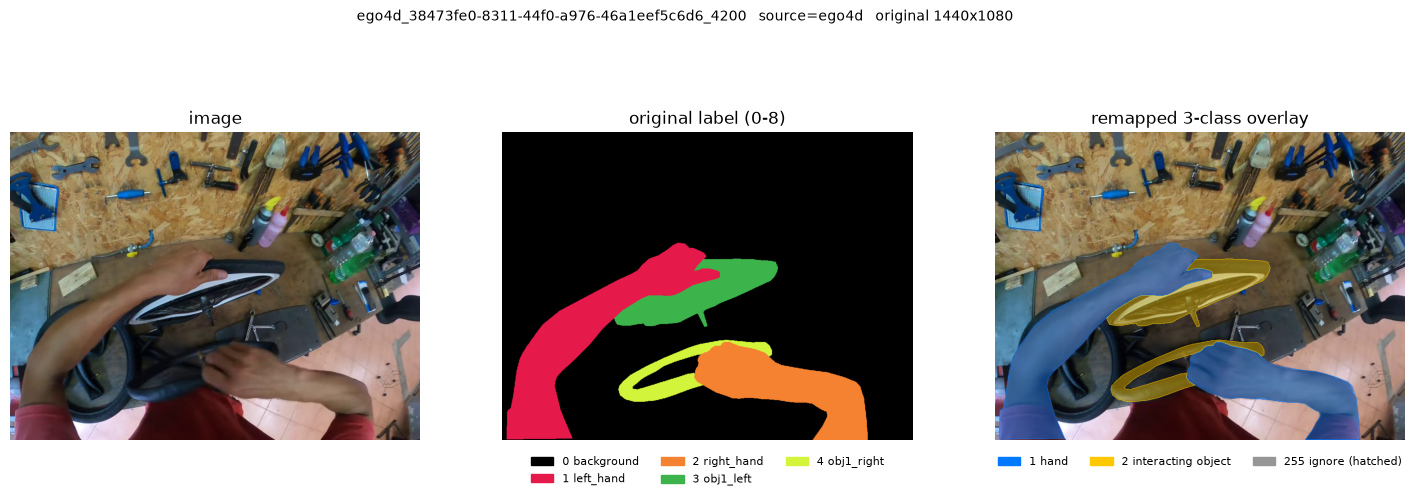 ego4d_38473fe0-8311-44f0-a976-46a1eef5c6d6_4200   source=ego4d   original 1440x1080
image
original label (0-8)
remapped 3-class overlay
0 background
2 right_hand
4 obj1_right
1 left_hand
3 obj1_left
1 hand
2 interacting object
255 ignore (hatched)